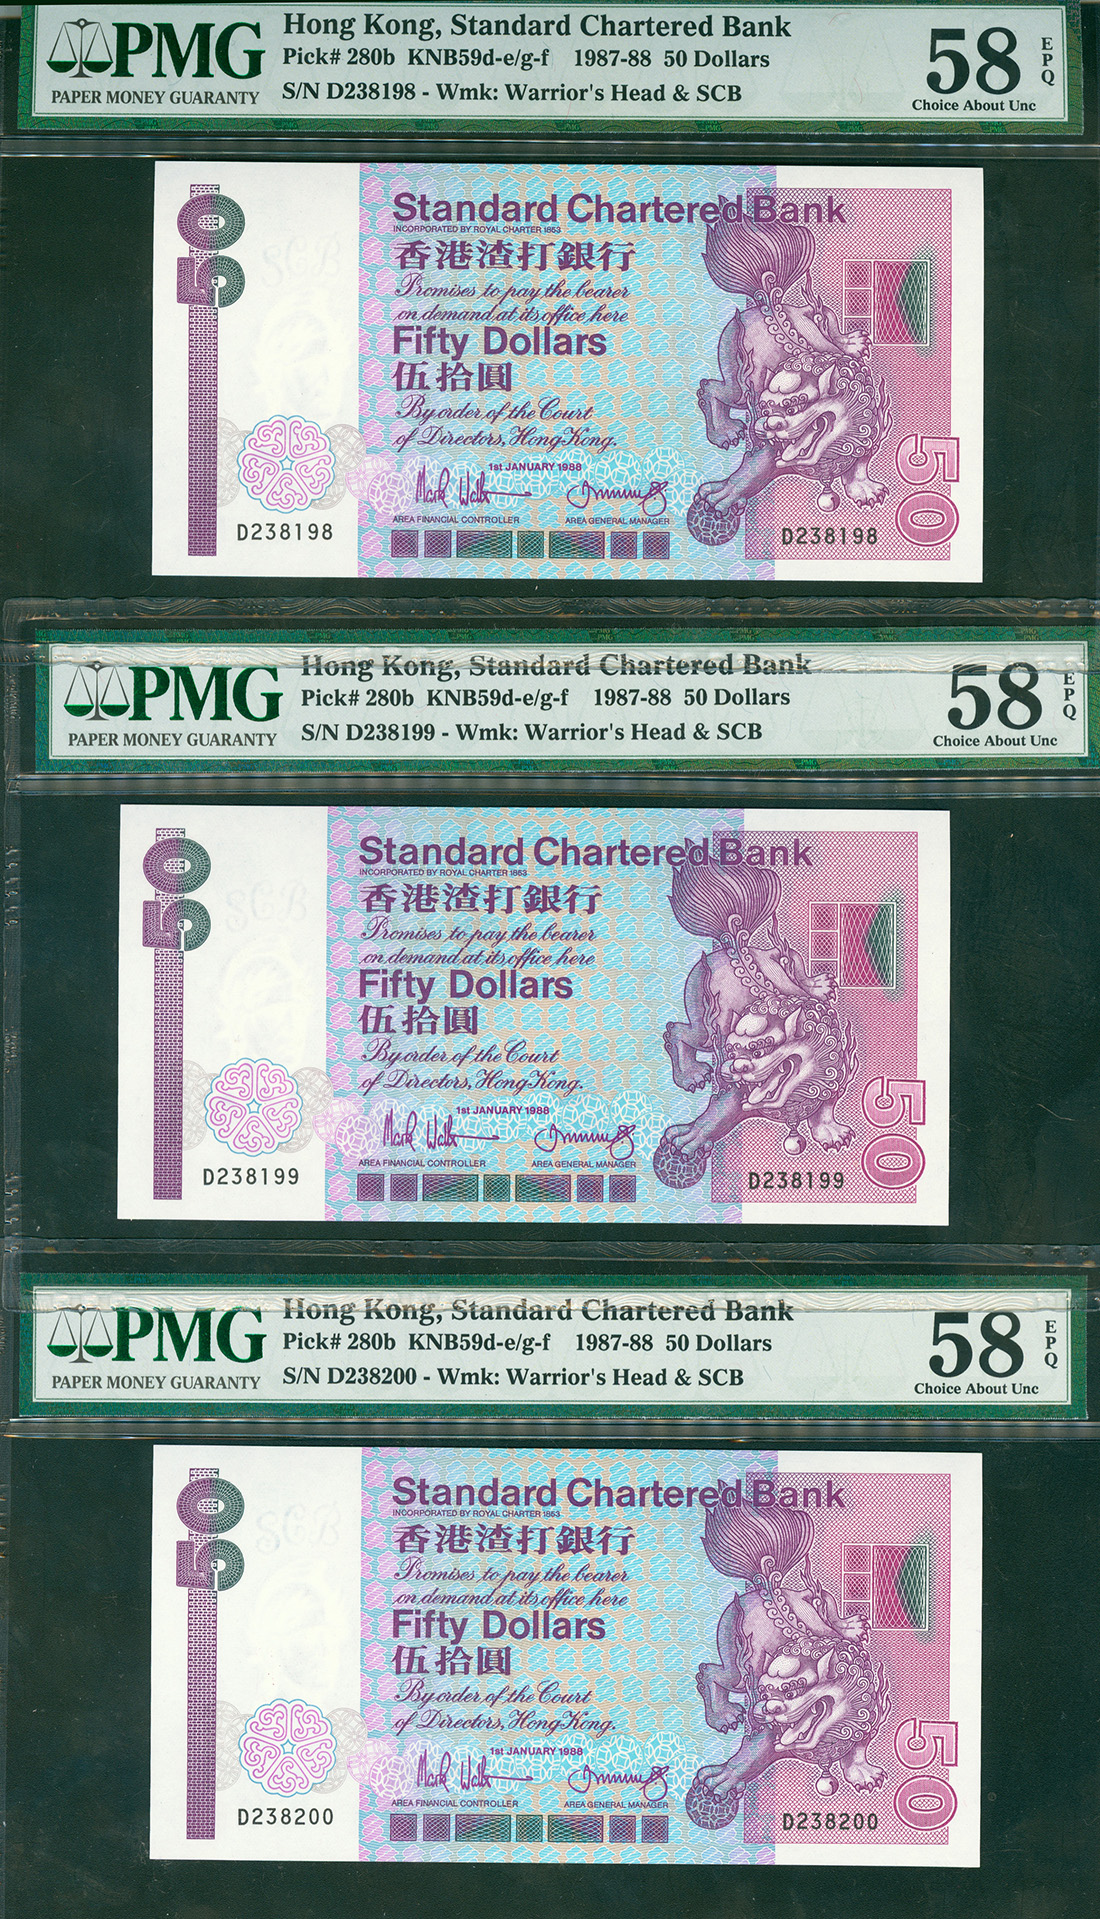 PMG
PAPER MONEY GUARANTY
Hong Kong, Standard Chartered Bank
Pick# 280b KNB59d-e/g-f 1987-88 50 Dollars
S/N D238198 - Wmk: Warrior's Head & SCB
58
EPQ
Choice About Unc
50
SCB
Standard Chartered Bank
INCORPORATED BY ROYAL CHARTER 1853
香港渣打銀行
Promises to pay the bearer
on demand at its office here
Fifty Dollars
伍拾圓
By order of the Court
of Directors, Hong Kong.
1st JANUARY 1988
AREA FINANCIAL CONTROLLER AREA GENERAL MANAGER
D238198 D238198
50
PMG
PAPER MONEY GUARANTY
Hong Kong, Standard Chartered Bank
Pick# 280b KNB59d-e/g-f 1987-88 50 Dollars
S/N D238199 - Wmk: Warrior's Head & SCB
58
EPQ
Choice About Unc
50
SCB
Standard Chartered Bank
INCORPORATED BY ROYAL CHARTER 1853
香港渣打銀行
Promises to pay the bearer
on demand at its office here
Fifty Dollars
伍拾圓
By order of the Court
of Directors, Hong Kong.
1st JANUARY 1988
AREA FINANCIAL CONTROLLER AREA GENERAL MANAGER
D238199 D238199
50
PMG
PAPER MONEY GUARANTY
Hong Kong, Standard Chartered Bank
Pick# 280b KNB59d-e/g-f 1987-88 50 Dollars
S/N D238200 - Wmk: Warrior's Head & SCB
58
EPQ
Choice About Unc
50
SCB
Standard Chartered Bank
INCORPORATED BY ROYAL CHARTER 1853
香港渣打銀行
Promises to pay the bearer
on demand at its office here
Fifty Dollars
伍拾圓
By order of the Court
of Directors, Hong Kong.
1st JANUARY 1988
AREA FINANCIAL CONTROLLER AREA GENERAL MANAGER
D238200 D238200
50